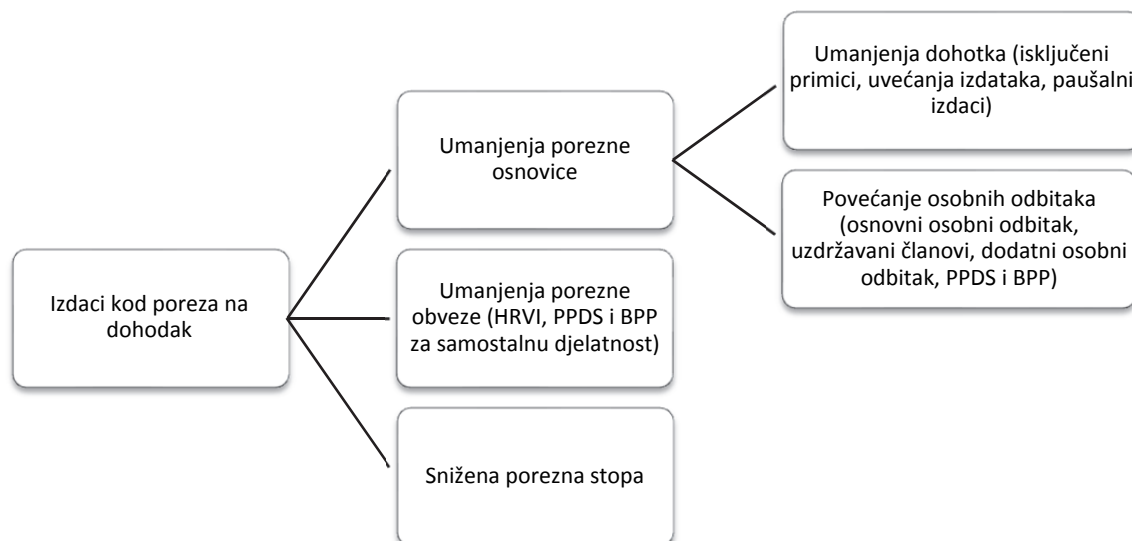 Izdaci kod poreza na
dohodak
Umanjenja porezne
osnovice
Umanjenja dohotka (isključeni
primici, uvećanja izdataka, paušalni
izdaci)
Povećanje osobnih odbitaka
(osnovni osobni odbitak,
uzdržavani članovi, dodatni osobni
odbitak, PPDS i BPP)
Umanjenja porezne
obveze (HRVI, PPDS i BPP
za samostalnu djelatnost)
Snižena porezna stopa